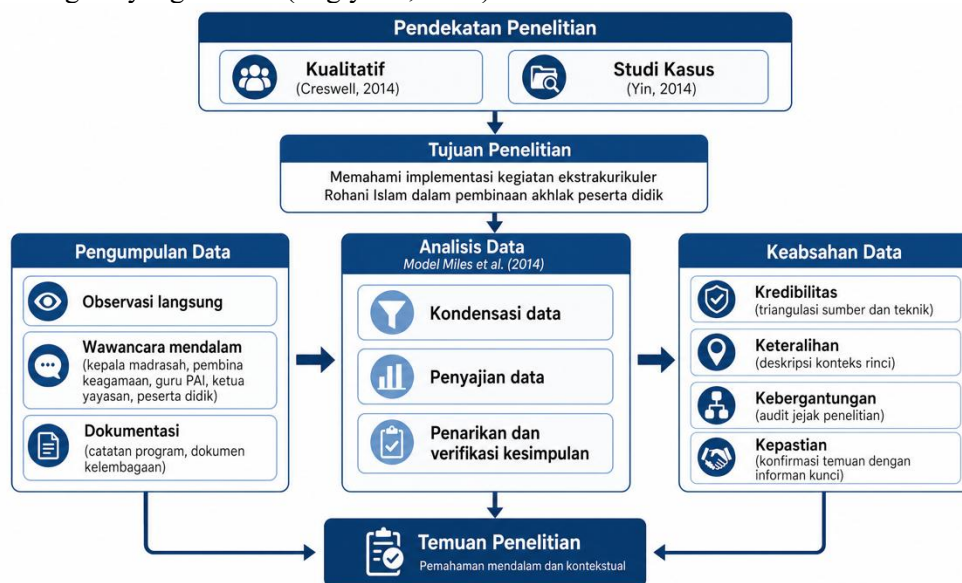 Pendekatan Penelitian
Kualitatif
(Creswell, 2014)
Studi Kasus
(Yin, 2014)
Tujuan Penelitian
Memahami implementasi kegiatan ekstrakurikuler
Rohani Islam dalam pembinaan akhlak peserta didik
Pengumpulan Data
Observasi langsung
Wawancara mendalam
(kepala madrasah, pembina
keagamaan, guru PAI, ketua
yayasan, peserta didik)
Dokumentasi
(catatan program, dokumen
kelembagaan)
Analisis Data
Model Miles et al. (2014)
Kondensasi data
Penyajian data
Penarikan dan
verifikasi kesimpulan
Keabsahan Data
Kredibilitas
(triangulasi sumber dan teknik)
Keteralihan
(deskripsi konteks rinci)
Kebergantungan
(audit jejak penelitian)
Kepastian
(konfirmasi temuan dengan
informan kunci)
Temuan Penelitian
Pemahaman mendalam dan kontekstual